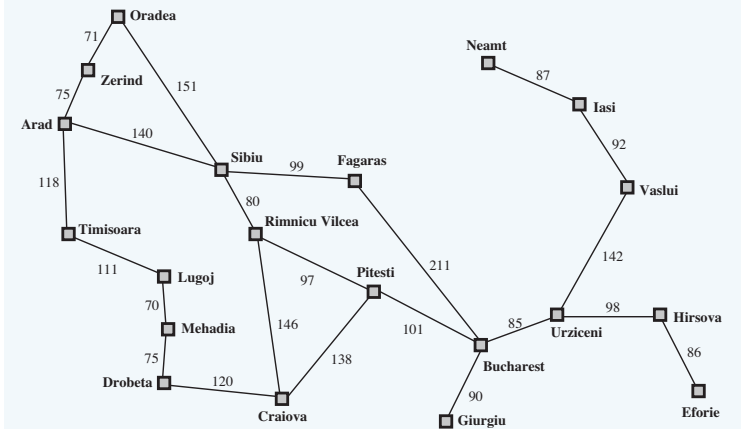 Oradea
71
Neamt
87
Zerind
151
75
Iasi
Arad
140
92
Sibiu
99
Fagaras
118
80
Vaslui
Timisoara
Rimnicu Vilcea
142
111
Lugoj
97
Pitesti
211
70
146
101
85
98
Hirsova
Mehadia
Urziceni
75
138
86
Bucharest
Drobeta
120
90
Craiova
Giurgiu
Eforie